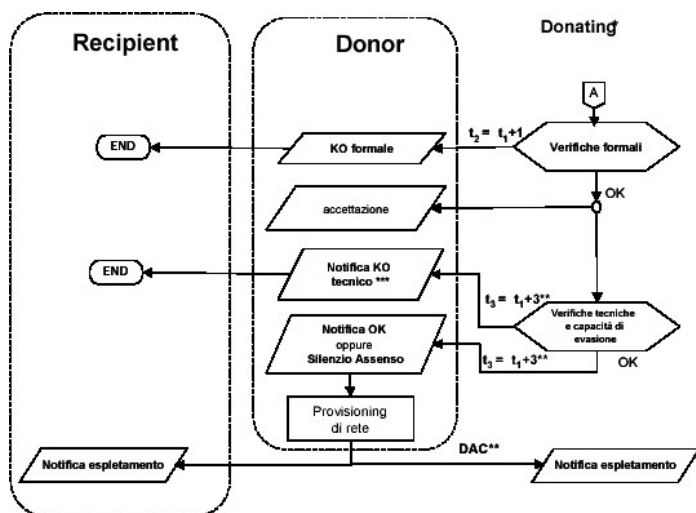 Recipient
Donor
Donating*
A
t2 = t1+1
END
KO formale
Verifiche formali
OK
accettazione
END
Notifica KO
tecnico ***
t3 = t1+3**
Verifiche tecniche
e capacità di
evasione
Notifica OK
oppure
Silenzio Assenso
t3 = t1+3**
OK
Provisioning
di rete
DAC**
Notifica espletamento
Notifica espletamento